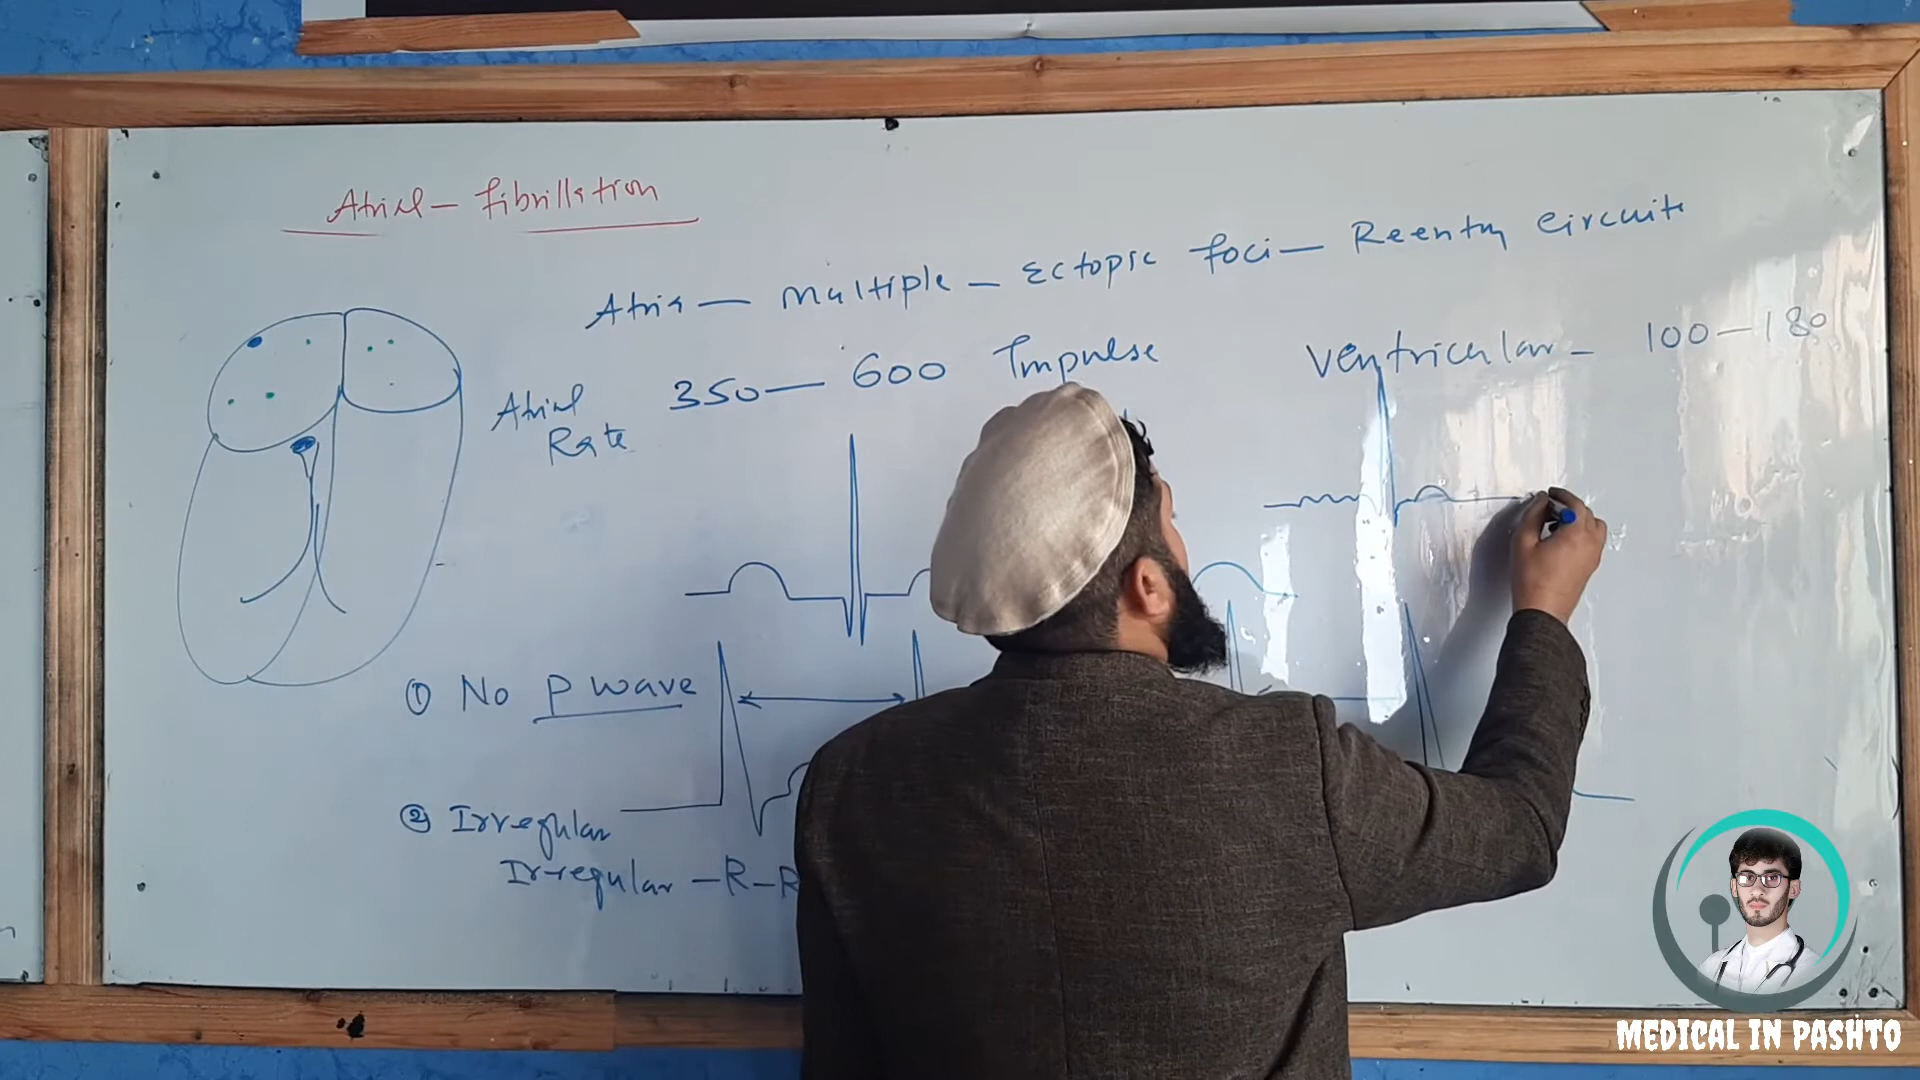 Atrial - fibrillation
Atria - multiple - Ectopic foci - Reentry circuits
Atrial Rate 350 - 600 Impulse
Ventricular - 100 - 180
① No P wave
② Irregular
Irregular - R - R
MEDICAL IN PASHTO